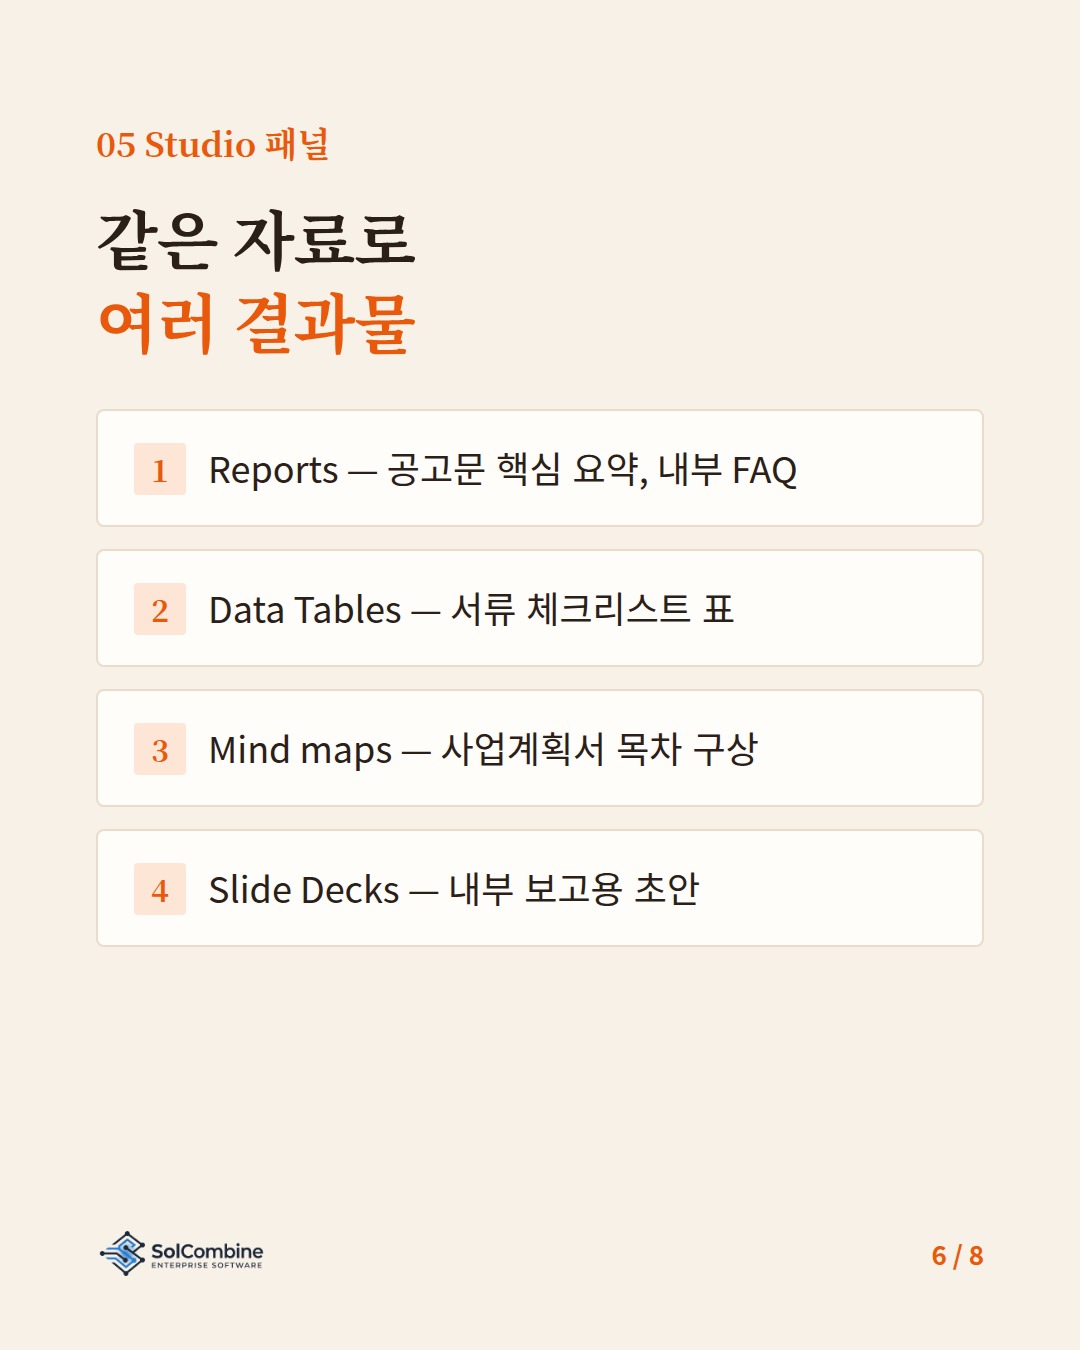 05 Studio 패널
같은 자료로
여러 결과물
1 Reports — 공고문 핵심 요약, 내부 FAQ
2 Data Tables — 서류 체크리스트 표
3 Mind maps — 사업계획서 목차 구상
4 Slide Decks — 내부 보고용 초안
SolCombine
ENTERPRISE SOFTWARE
6 / 8